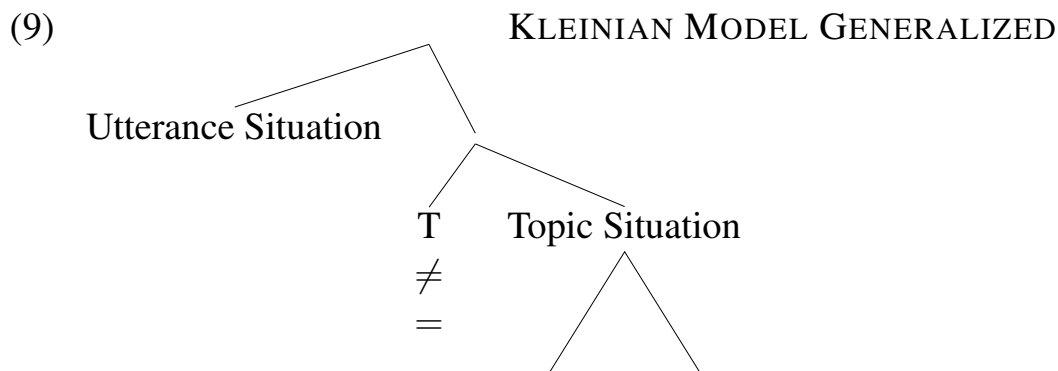 (9) KLEINIAN MODEL GENERALIZED
Utterance Situation
T Topic Situation
≠
=